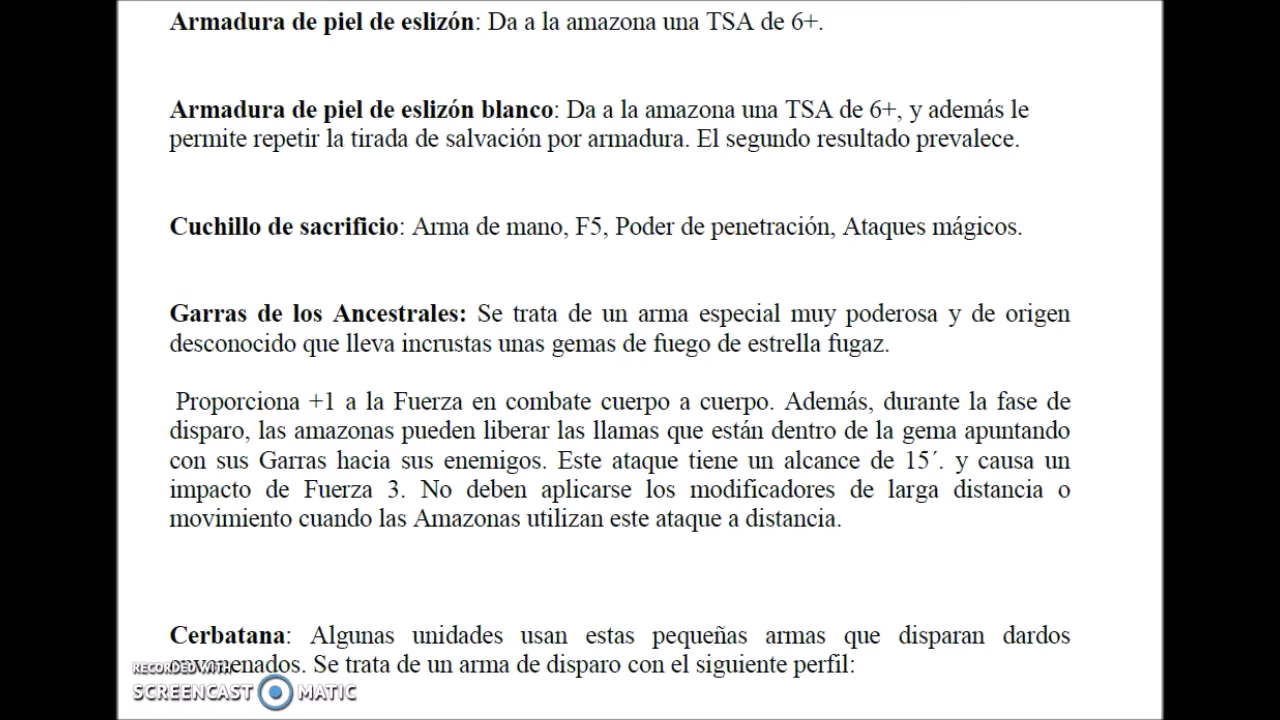 Armadura de piel de eslizón: Da a la amazona una TSA de 6+.
Armadura de piel de eslizón blanco: Da a la amazona una TSA de 6+, y además le
permite repetir la tirada de salvación por armadura. El segundo resultado prevalece.
Cuchillo de sacrificio: Arma de mano, F5, Poder de penetración, Ataques mágicos.
Garras de los Ancestrales: Se trata de un arma especial muy poderosa y de origen
desconocido que lleva incrustas unas gemas de fuego de estrella fugaz.
Proporciona +1 a la Fuerza en combate cuerpo a cuerpo. Además, durante la fase de
disparo, las amazonas pueden liberar las llamas que están dentro de la gema apuntando
con sus Garras hacia sus enemigos. Este ataque tiene un alcance de 15´. y causa un
impacto de Fuerza 3. No deben aplicarse los modificadores de larga distancia o
movimiento cuando las Amazonas utilizan este ataque a distancia.
Cerbatana: Algunas unidades usan estas pequeñas armas que disparan dardos
envenenados. Se trata de un arma de disparo con el siguiente perfil:
RECORDED WITH
SCREENCAST MATIC